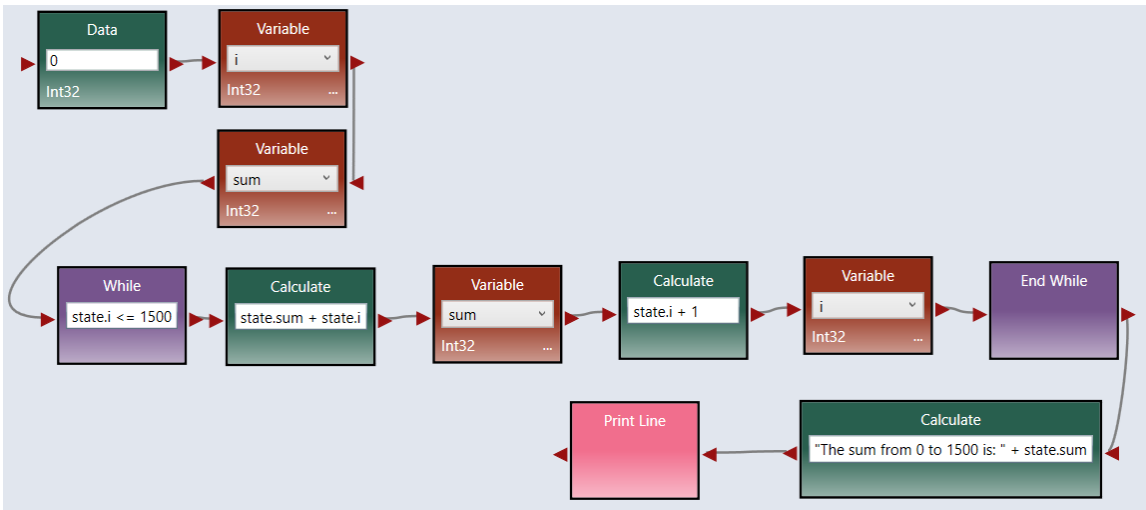 Data
0
Int32
Variable
i
Int32
...
Variable
sum
Int32
...
While
state.i <= 1500
Calculate
state.sum + state.i
Variable
sum
Int32
...
Calculate
state.i + 1
Variable
i
Int32
...
End While
Calculate
"The sum from 0 to 1500 is: " + state.sum
Print Line